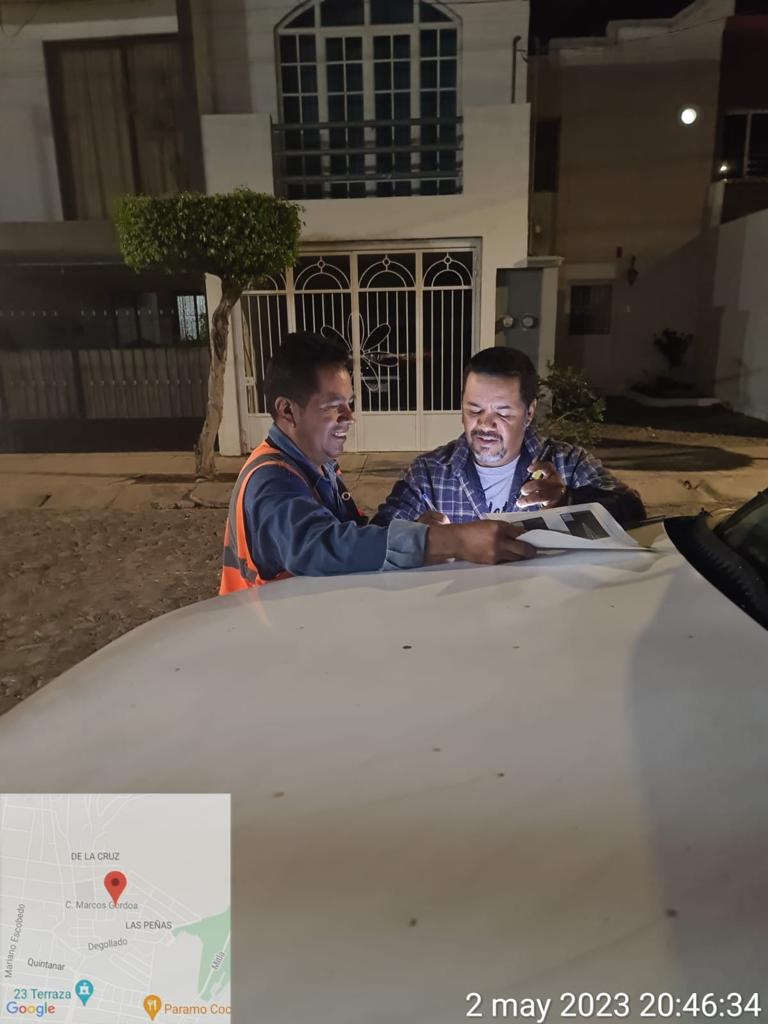 DE LA CRUZ
C. Marcos Gordoa
LAS PEÑAS
Mariano Escobedo
Degollado
Quintanar
Mitla
23 Terraza
Google
Paramo Coc
2 may 2023 20:46:34